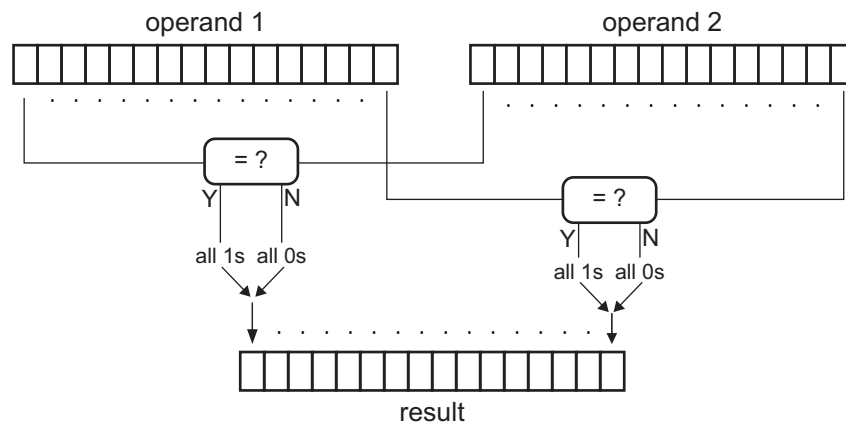 operand 1
operand 2
= ?
Y N
all 1s all 0s
= ?
Y N
all 1s all 0s
result